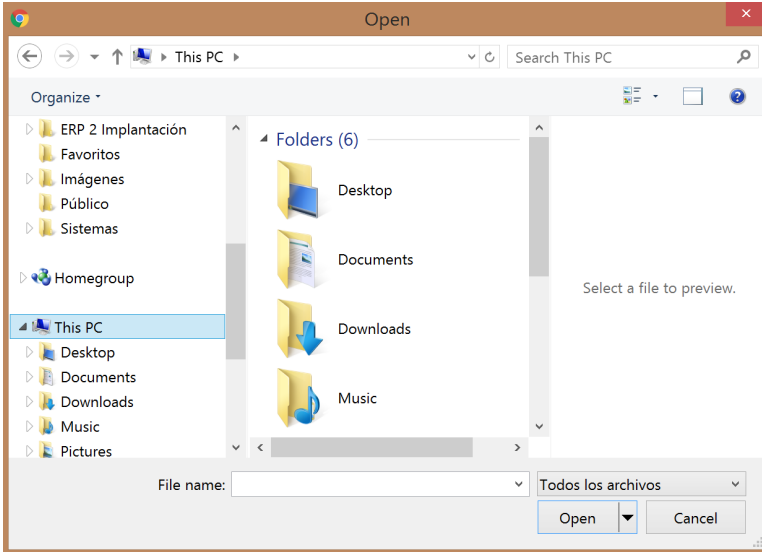 Open
This PC
Search This PC
Organize
ERP 2 Implantación
Favoritos
Imágenes
Público
Sistemas
Homegroup
This PC
Desktop
Documents
Downloads
Music
Pictures
Folders (6)
Desktop
Documents
Downloads
Music
Select a file to preview.
File name:
Todos los archivos
Open
Cancel